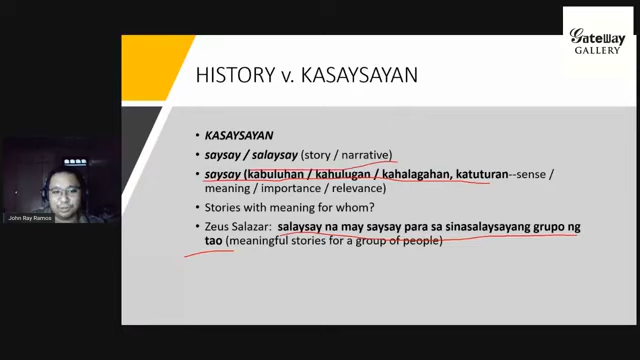 GateWay
GALLERY
HISTORY v. KASAYSAYAN
• KASAYSAYAN
• saysay / salaysay (story / narrative)
• saysay (kabuluhan / kahulugan / kahalagahan, katuturan--sense /
meaning / importance / relevance)
• Stories with meaning for whom?
• Zeus Salazar: salaysay na may saysay para sa sinasalaysayang grupo ng
tao (meaningful stories for a group of people)
John Ray Ramos